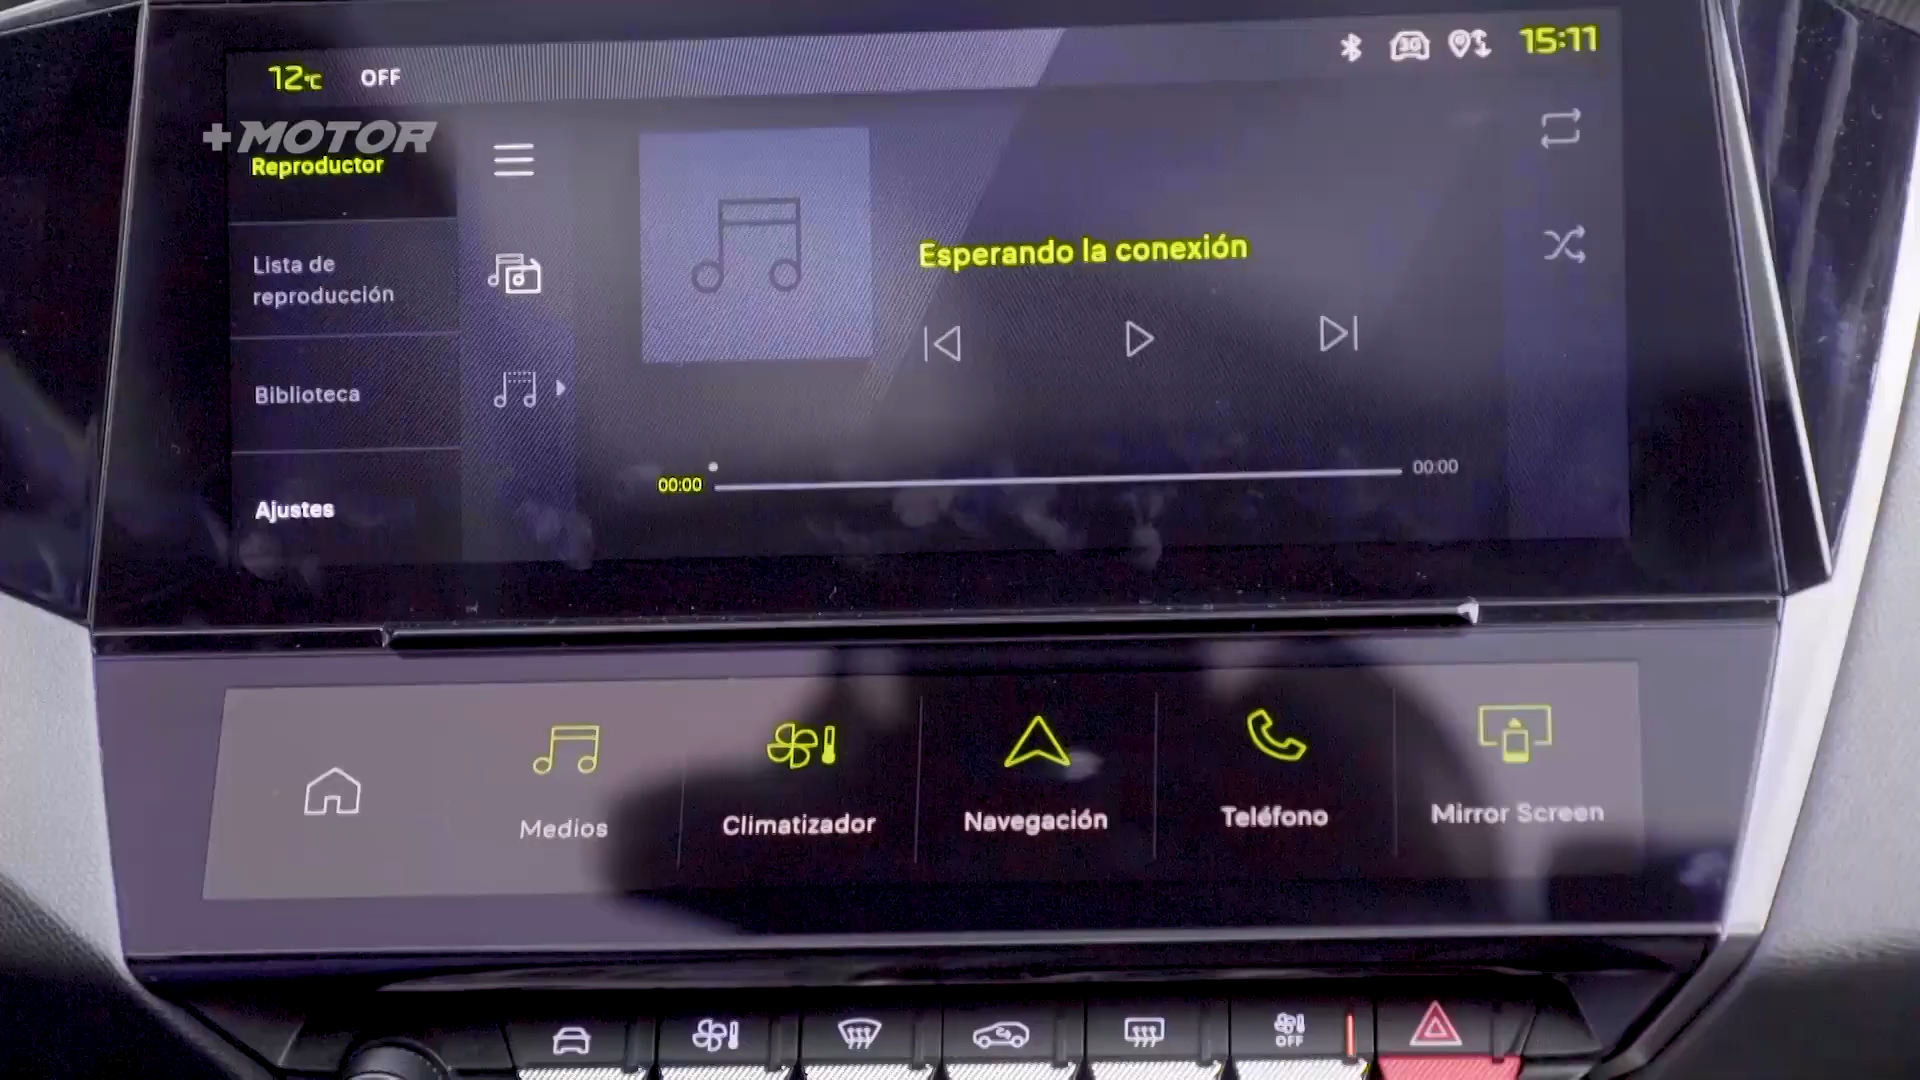 12°C OFF
3G
15:11
+MOTOR
Reproductor
Lista de
reproducción
Biblioteca
Ajustes
Esperando la conexión
00:00
00:00
Medios
Climatizador
Navegación
Teléfono
Mirror Screen
OFF